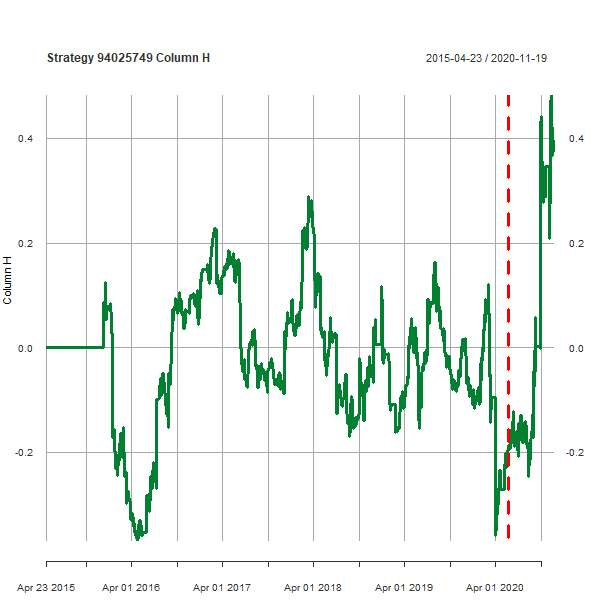 Strategy 94025749 Column H 2015-04-23 / 2020-11-19
0.4 0.4
0.2 0.2
Column H
0.0 0.0
-0.2 -0.2
Apr 23 2015 Apr 01 2016 Apr 01 2017 Apr 01 2018 Apr 01 2019 Apr 01 2020